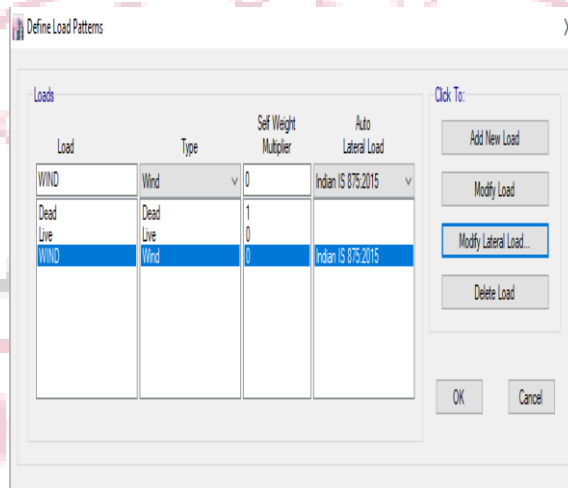 Define Load Patterns
Loads
Click To:
Load Type Self Weight Multiplier Auto Lateral Load
WIND Wind 0 Indian IS 875:2015
Dead Dead 1
Live Live 0
WIND Wind 0 Indian IS 875:2015
Add New Load
Modify Load
Modify Lateral Load...
Delete Load
OK Cancel